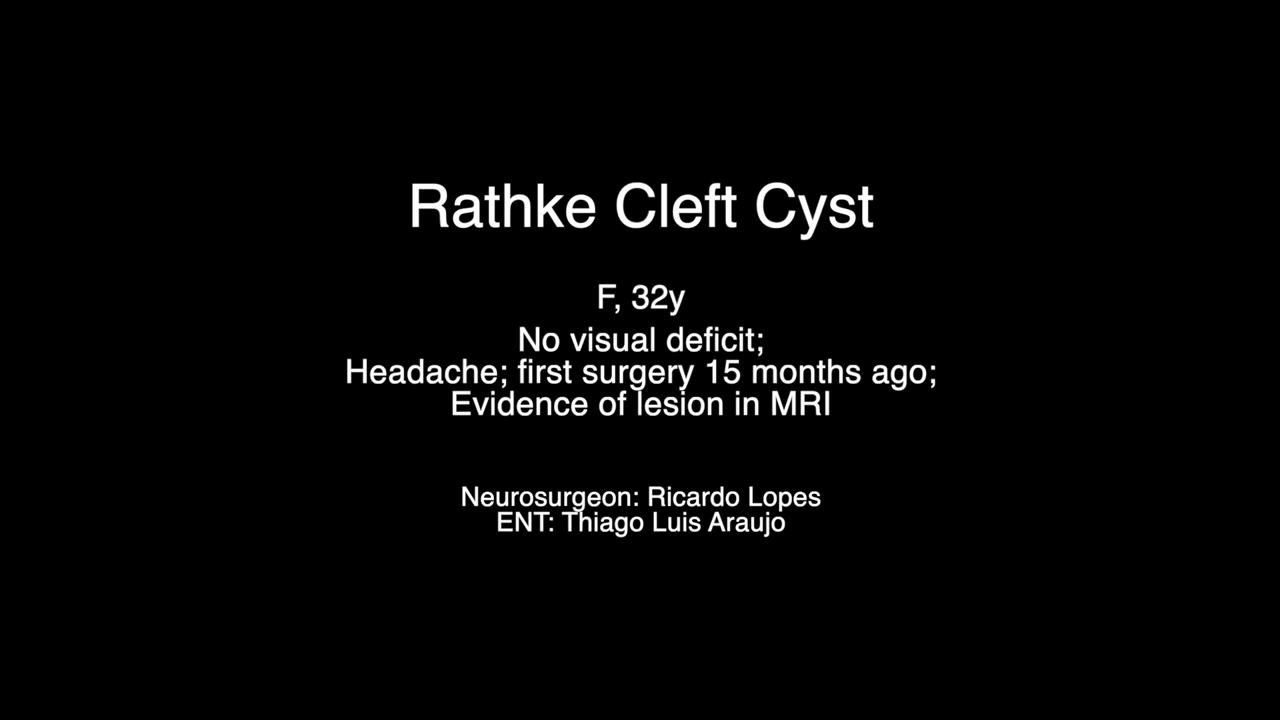 Rathke Cleft Cyst
F, 32y
No visual deficit;
Headache; first surgery 15 months ago;
Evidence of lesion in MRI
Neurosurgeon: Ricardo Lopes
ENT: Thiago Luis Araujo